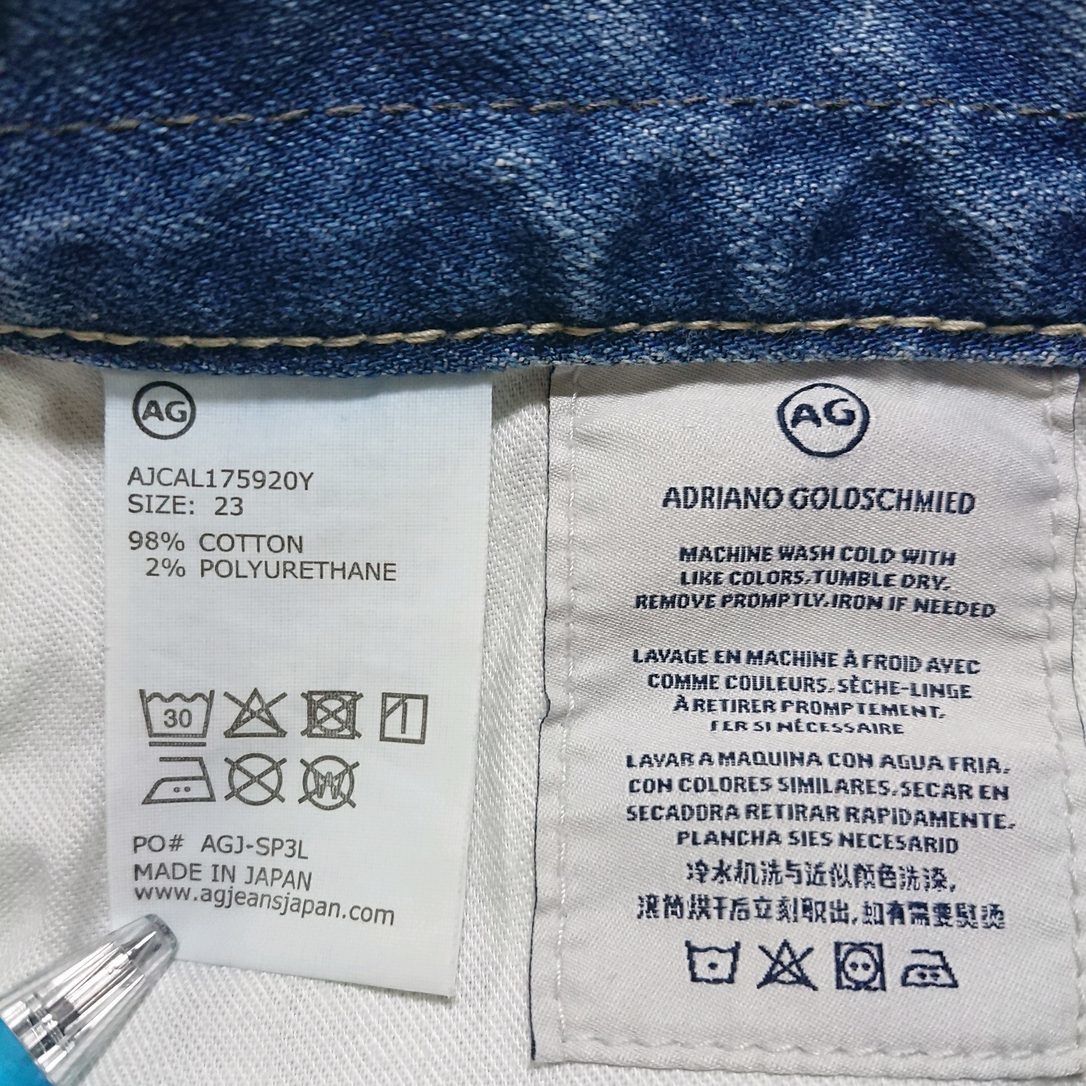 AG
AJCAL175920Y
SIZE: 23
98% COTTON
2% POLYURETHANE
30
W
PO# AGJ-SP3L
MADE IN JAPAN
www.agjeansjapan.com
AG
ADRIANO GOLDSCHMIED
MACHINE WASH COLD WITH
LIKE COLORS. TUMBLE DRY.
REMOVE PROMPTLY. IRON IF NEEDED
LAVAGE EN MACHINE À FROID AVEC
COMME COULEURS. SÈCHE-LINGE
À RETIRER PROMPTEMENT,
FER SI NÉCESSAIRE
LAVAR A MAQUINA CON AGUA FRIA.
CON COLORES SIMILARES. SECAR EN
SECADORA RETIRAR RAPIDAMENTE.
PLANCHA SIES NECESARIO
冷水机洗与近似颜色洗涤,
滚筒烘干后立刻取出,如有需要熨烫